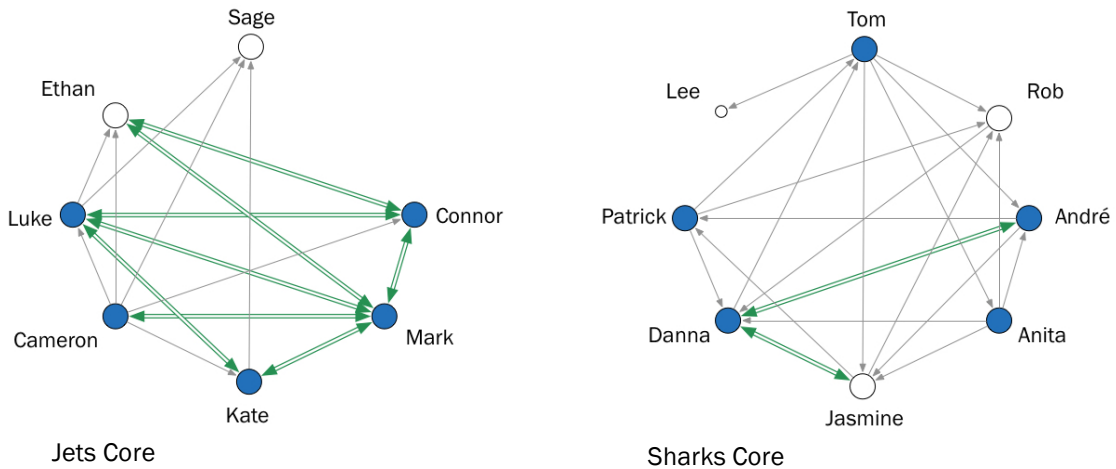 Sage
Ethan
Luke
Connor
Cameron
Mark
Kate
Jets Core
Tom
Lee
Rob
Patrick
André
Danna
Anita
Jasmine
Sharks Core